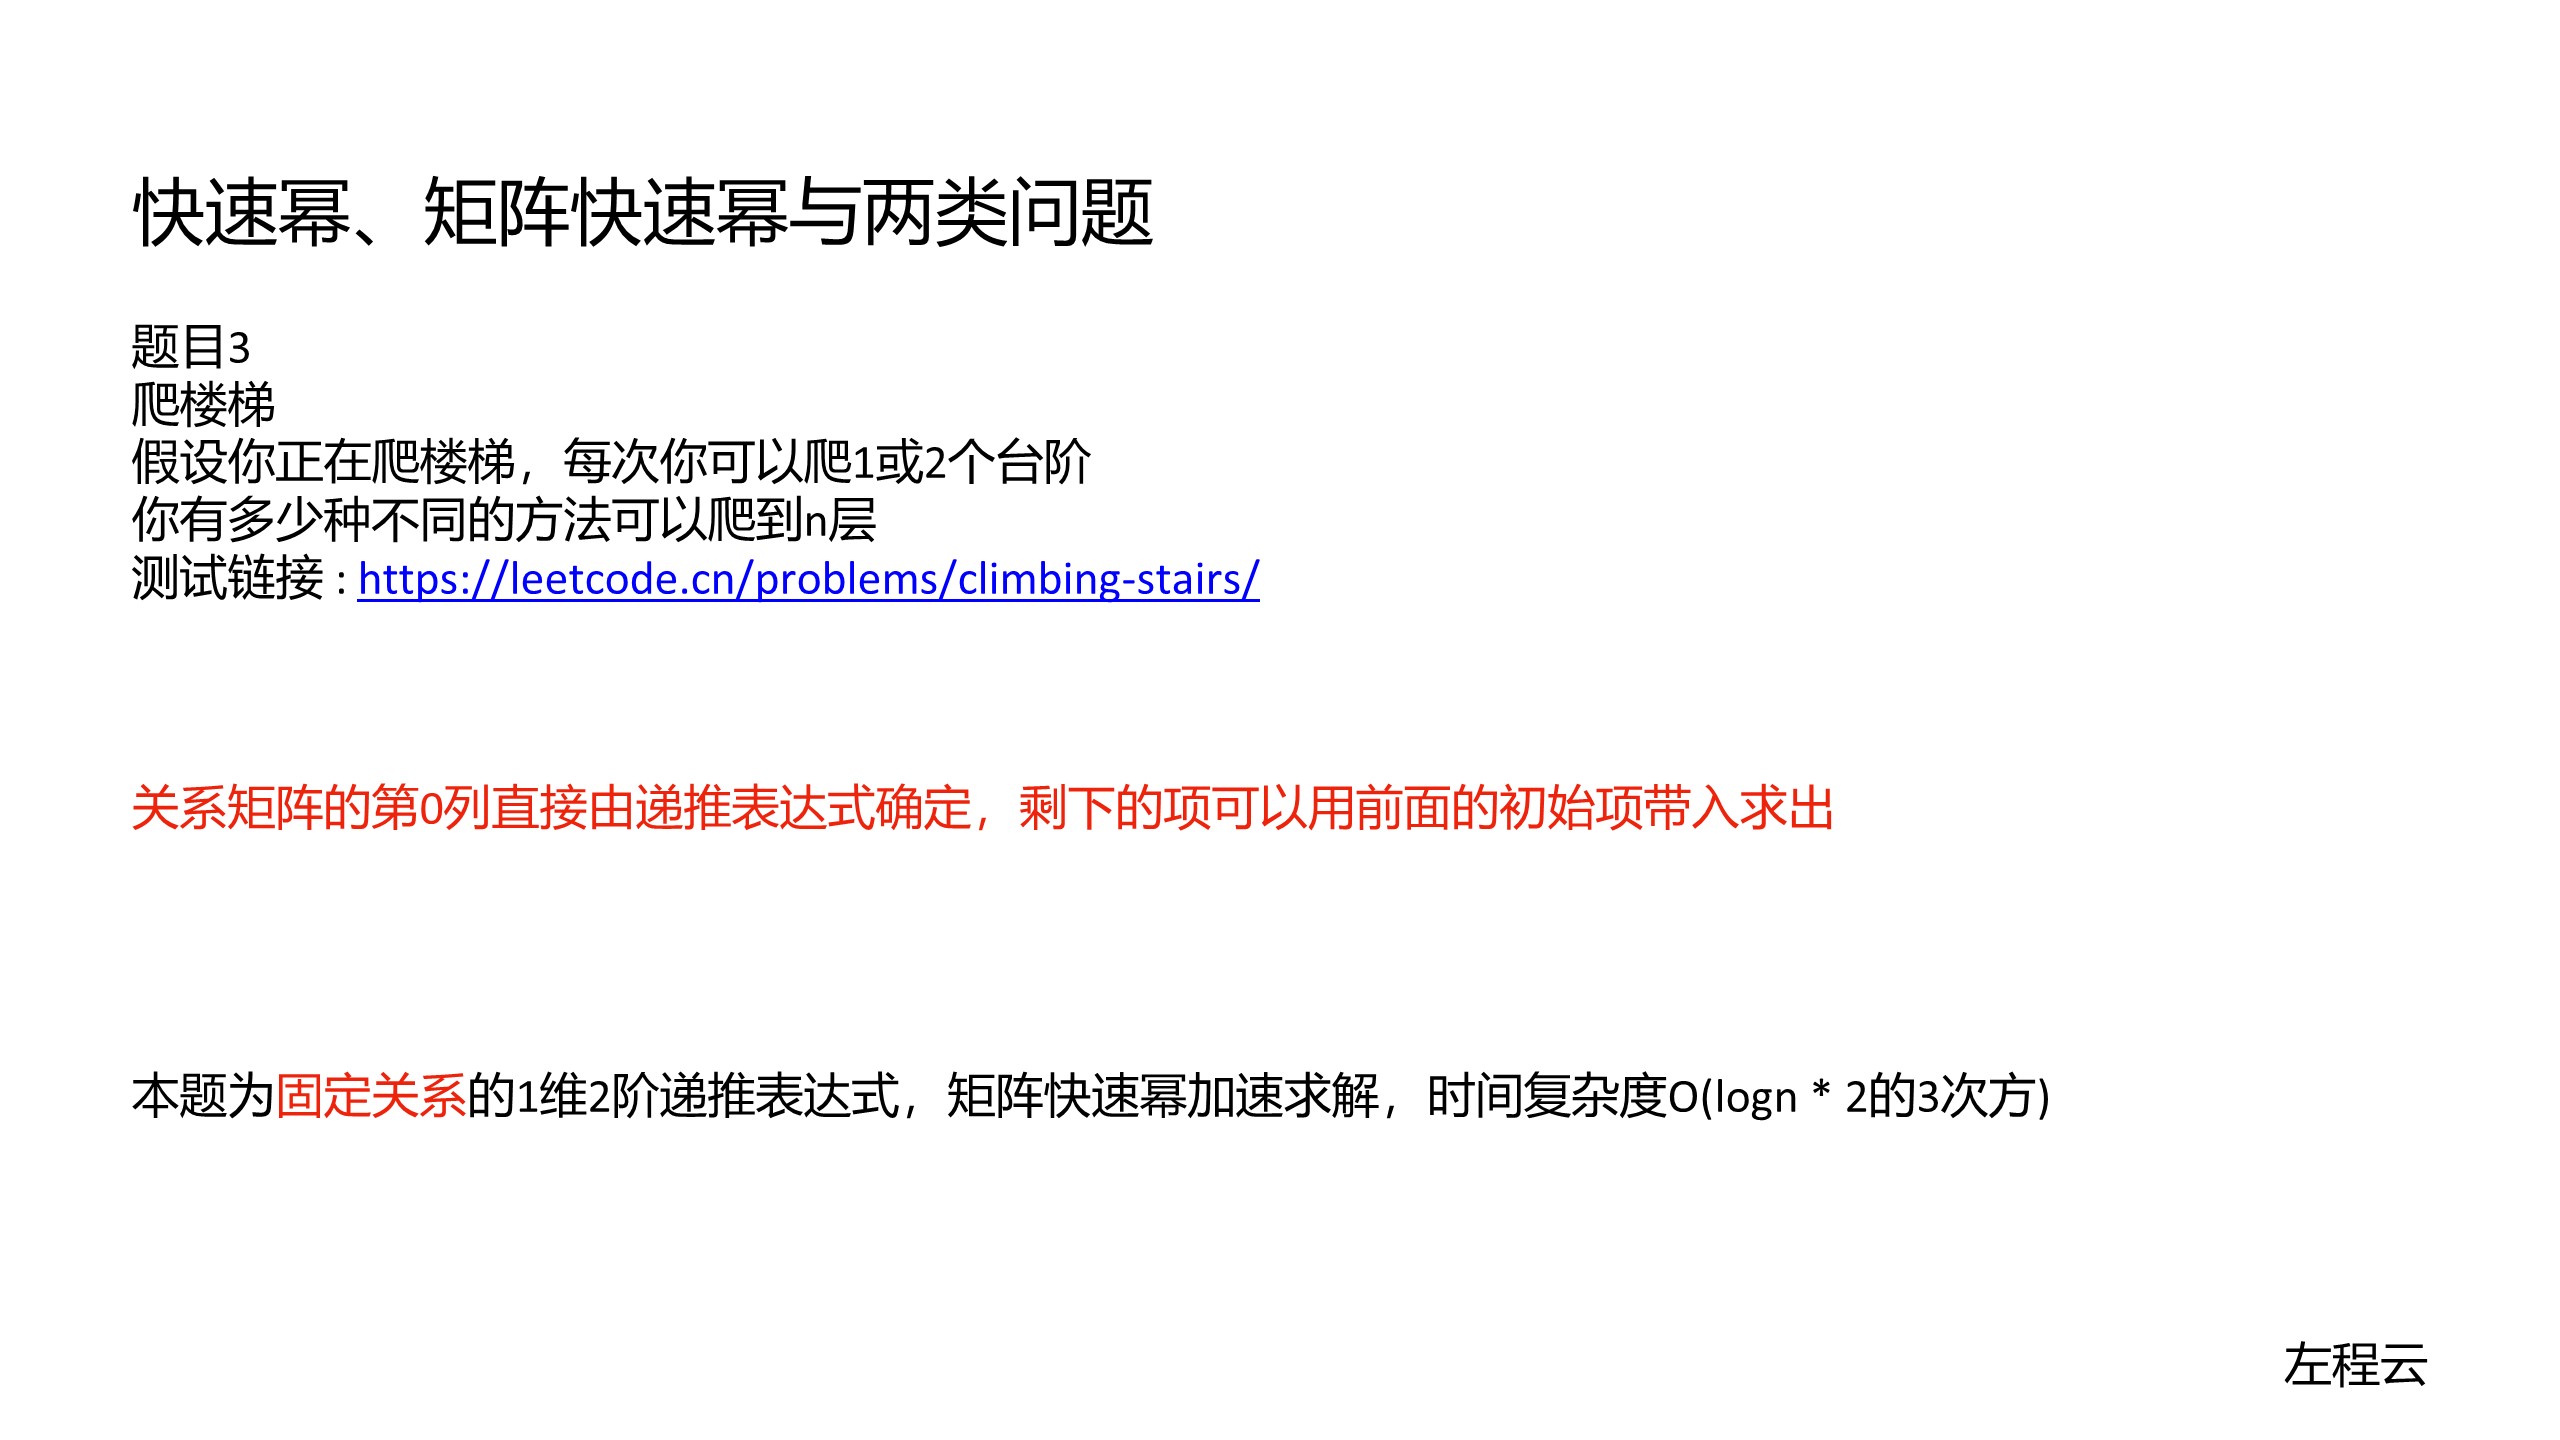 快速幂、矩阵快速幂与两类问题
题目3
爬楼梯
假设你正在爬楼梯，每次你可以爬1或2个台阶
你有多少种不同的方法可以爬到n层
测试链接 : https://leetcode.cn/problems/climbing-stairs/
关系矩阵的第0列直接由递推表达式确定，剩下的项可以用前面的初始项带入求出
本题为固定关系的1维2阶递推表达式，矩阵快速幂加速求解，时间复杂度O(logn * 2的3次方)
左程云